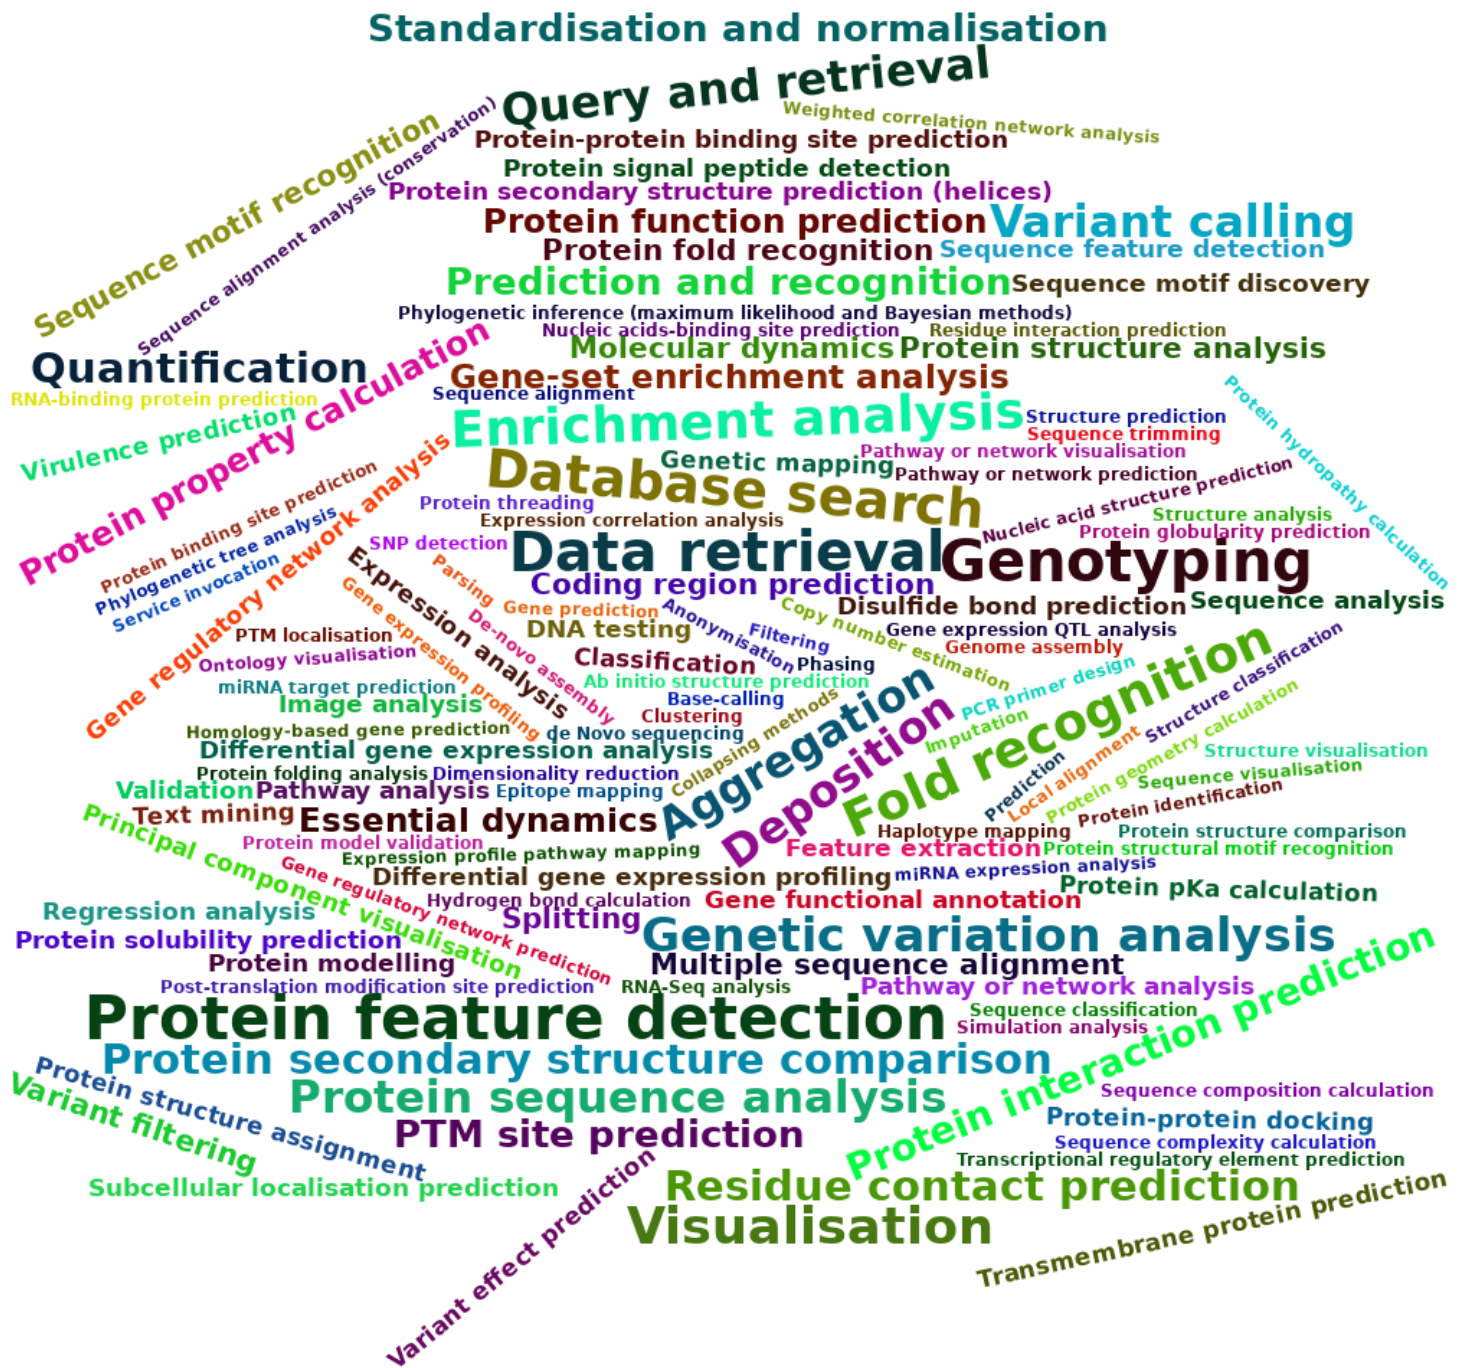 Standardisation and normalisation
Query and retrieval
Weighted correlation network analysis
Sequence motif recognition
Sequence alignment analysis (conservation)
Protein-protein binding site prediction
Protein signal peptide detection
Protein secondary structure prediction (helices)
Protein function prediction
Variant calling
Protein fold recognition
Sequence feature detection
Prediction and recognition
Sequence motif discovery
Phylogenetic inference (maximum likelihood and Bayesian methods)
Nucleic acids-binding site prediction
Residue interaction prediction
Molecular dynamics
Protein structure analysis
Quantification
Gene-set enrichment analysis
RNA-binding protein prediction
Sequence alignment
Virulence prediction
Protein property calculation
Enrichment analysis
Structure prediction
Sequence trimming
Protein hydropathy calculation
Genetic mapping
Pathway or network visualisation
Pathway or network prediction
Database search
Nucleic acid structure prediction
Protein threading
Expression correlation analysis
Structure analysis
Protein globularity prediction
Protein binding site prediction
Phylogenetic tree analysis
Service invocation
Gene regulatory network analysis
SNP detection
Data retrieval
Genotyping
Expression analysis
Parsing
Coding region prediction
Gene expression profiling
Gene prediction
Anonymisation
Copy number estimation
Disulfide bond prediction
Sequence analysis
De-novo assembly
DNA testing
Filtering
Gene expression QTL analysis
PTM localisation
Genome assembly
Ontology visualisation
Classification
Phasing
Ab initio structure prediction
miRNA target prediction
Base-calling
PCR primer design
Structure classification
Image analysis
Clustering
Collapsing methods
Aggregation
Imputation
Fold recognition
Homology-based gene prediction
de Novo sequencing
Deposition
Differential gene expression analysis
Structure visualisation
Protein folding analysis
Dimensionality reduction
Prediction
Local alignment
Protein geometry calculation
Sequence visualisation
Validation
Pathway analysis
Epitope mapping
Protein identification
Text mining
Essential dynamics
Haplotype mapping
Protein structure comparison
Principal component visualisation
Protein model validation
Expression profile pathway mapping
Feature extraction
Protein structural motif recognition
Gene regulatory network prediction
Differential gene expression profiling
miRNA expression analysis
Protein pKa calculation
Hydrogen bond calculation
Gene functional annotation
Regression analysis
Splitting
Genetic variation analysis
Protein solubility prediction
Protein modelling
Multiple sequence alignment
Post-translation modification site prediction
RNA-Seq analysis
Pathway or network analysis
Protein feature detection
Sequence classification
Simulation analysis
Protein interaction prediction
Protein secondary structure comparison
Protein structure assignment
Variant filtering
Protein sequence analysis
Sequence composition calculation
Protein-protein docking
PTM site prediction
Sequence complexity calculation
Transcriptional regulatory element prediction
Subcellular localisation prediction
Variant effect prediction
Residue contact prediction
Visualisation
Transmembrane protein prediction